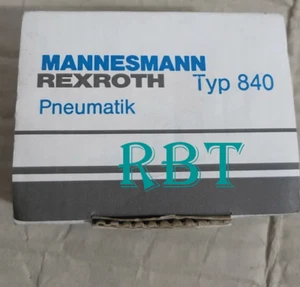 MANNESMANN
REXROTH Typ 840
Pneumatik
RBT